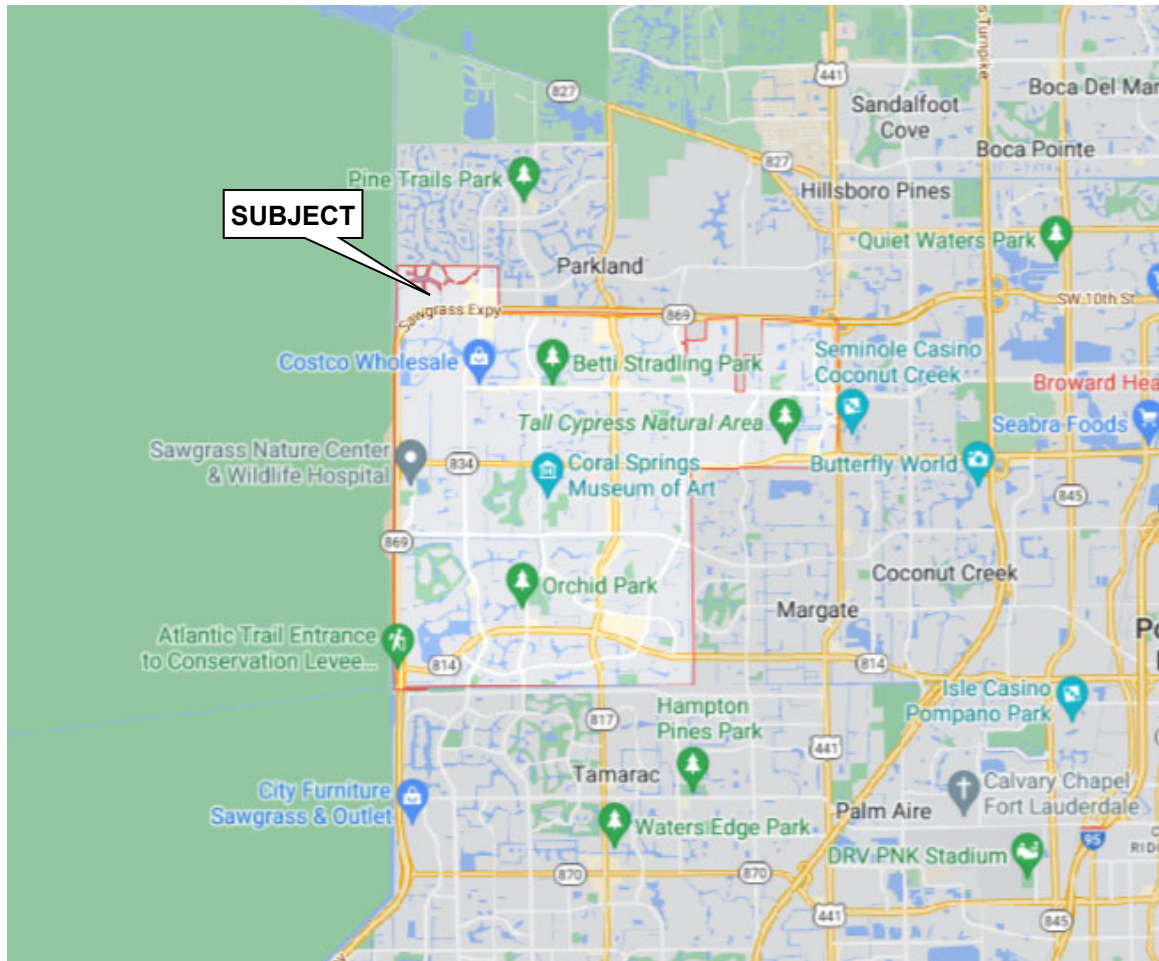 441
s Turnpike
827
Boca Del Mar
Sandalfoot
Cove
Boca Pointe
827
Pine Trails Park
Hillsboro Pines
SUBJECT
Quiet Waters Park
Parkland
SW 10th St
Sawgrass Expy
869
Costco Wholesale
Betti Stradling Park
Seminole Casino
Coconut Creek
Broward Hea
Tall Cypress Natural Area
Seabra Foods
Sawgrass Nature Center
& Wildlife Hospital
834
Coral Springs
Museum of Art
Butterfly World
845
869
Orchid Park
Coconut Creek
Margate
Atlantic Trail Entrance
to Conservation Levee...
Po
814
814
Isle Casino
Pompano Park
Hampton
Pines Park
817
441
Tamarac
City Furniture
Sawgrass & Outlet
Calvary Chapel
Fort Lauderdale
Palm Aire
Waters Edge Park
95
C
RID
DRV PNK Stadium
870
870
441
845